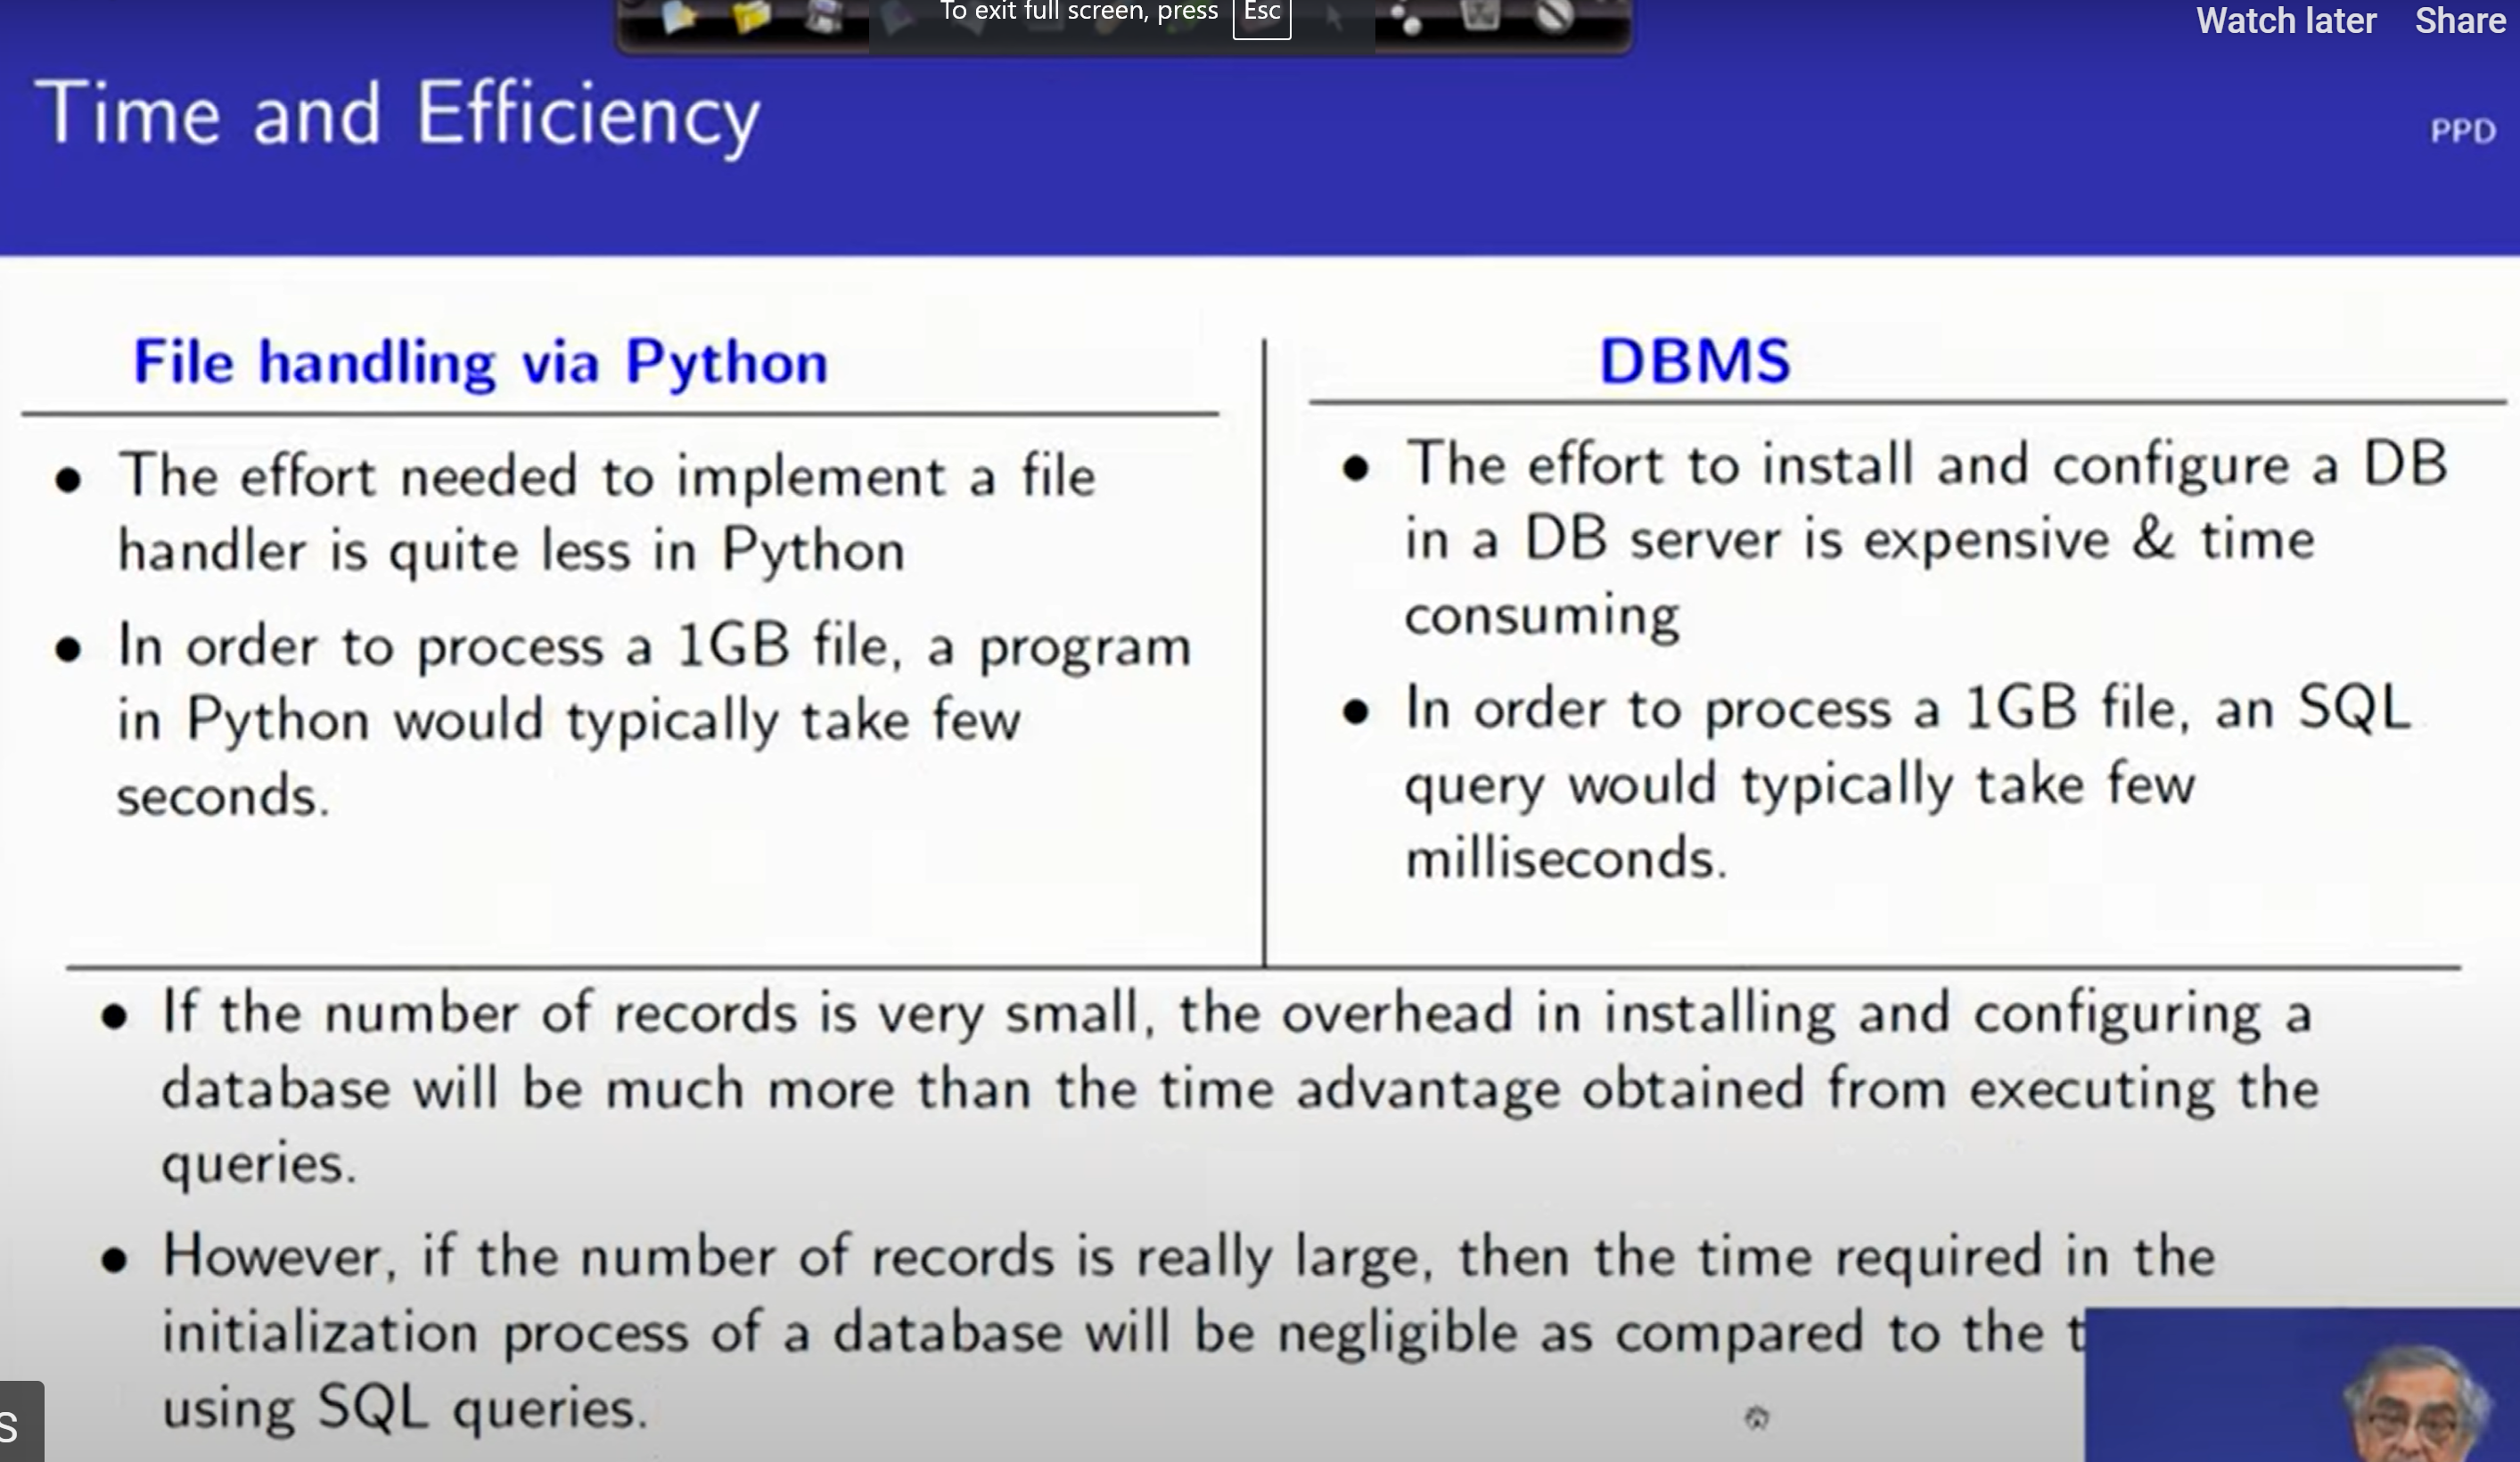 To exit full screen, press Esc
Watch later Share
Time and Efficiency
PPD
File handling via Python
• The effort needed to implement a file
handler is quite less in Python
• In order to process a 1GB file, a program
in Python would typically take few
seconds.
DBMS
• The effort to install and configure a DB
in a DB server is expensive & time
consuming
• In order to process a 1GB file, an SQL
query would typically take few
milliseconds.
• If the number of records is very small, the overhead in installing and configuring a
database will be much more than the time advantage obtained from executing the
queries.
• However, if the number of records is really large, then the time required in the
initialization process of a database will be negligible as compared to the
using SQL queries.